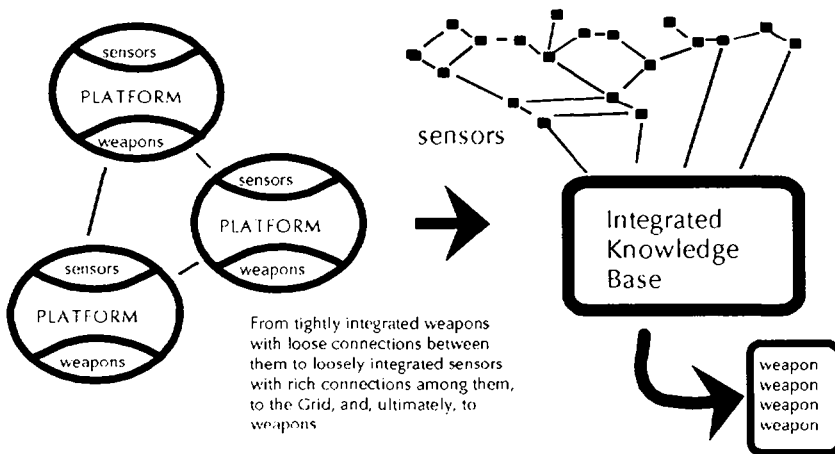 sensors
PLATFORM
weapons
sensors
PLATFORM
weapons
sensors
PLATFORM
weapons
From tightly integrated weapons
with loose connections between
them to loosely integrated sensors
with rich connections among them,
to the Grid, and, ultimately, to
weapons
sensors
Integrated
Knowledge
Base
weapon
weapon
weapon
weapon